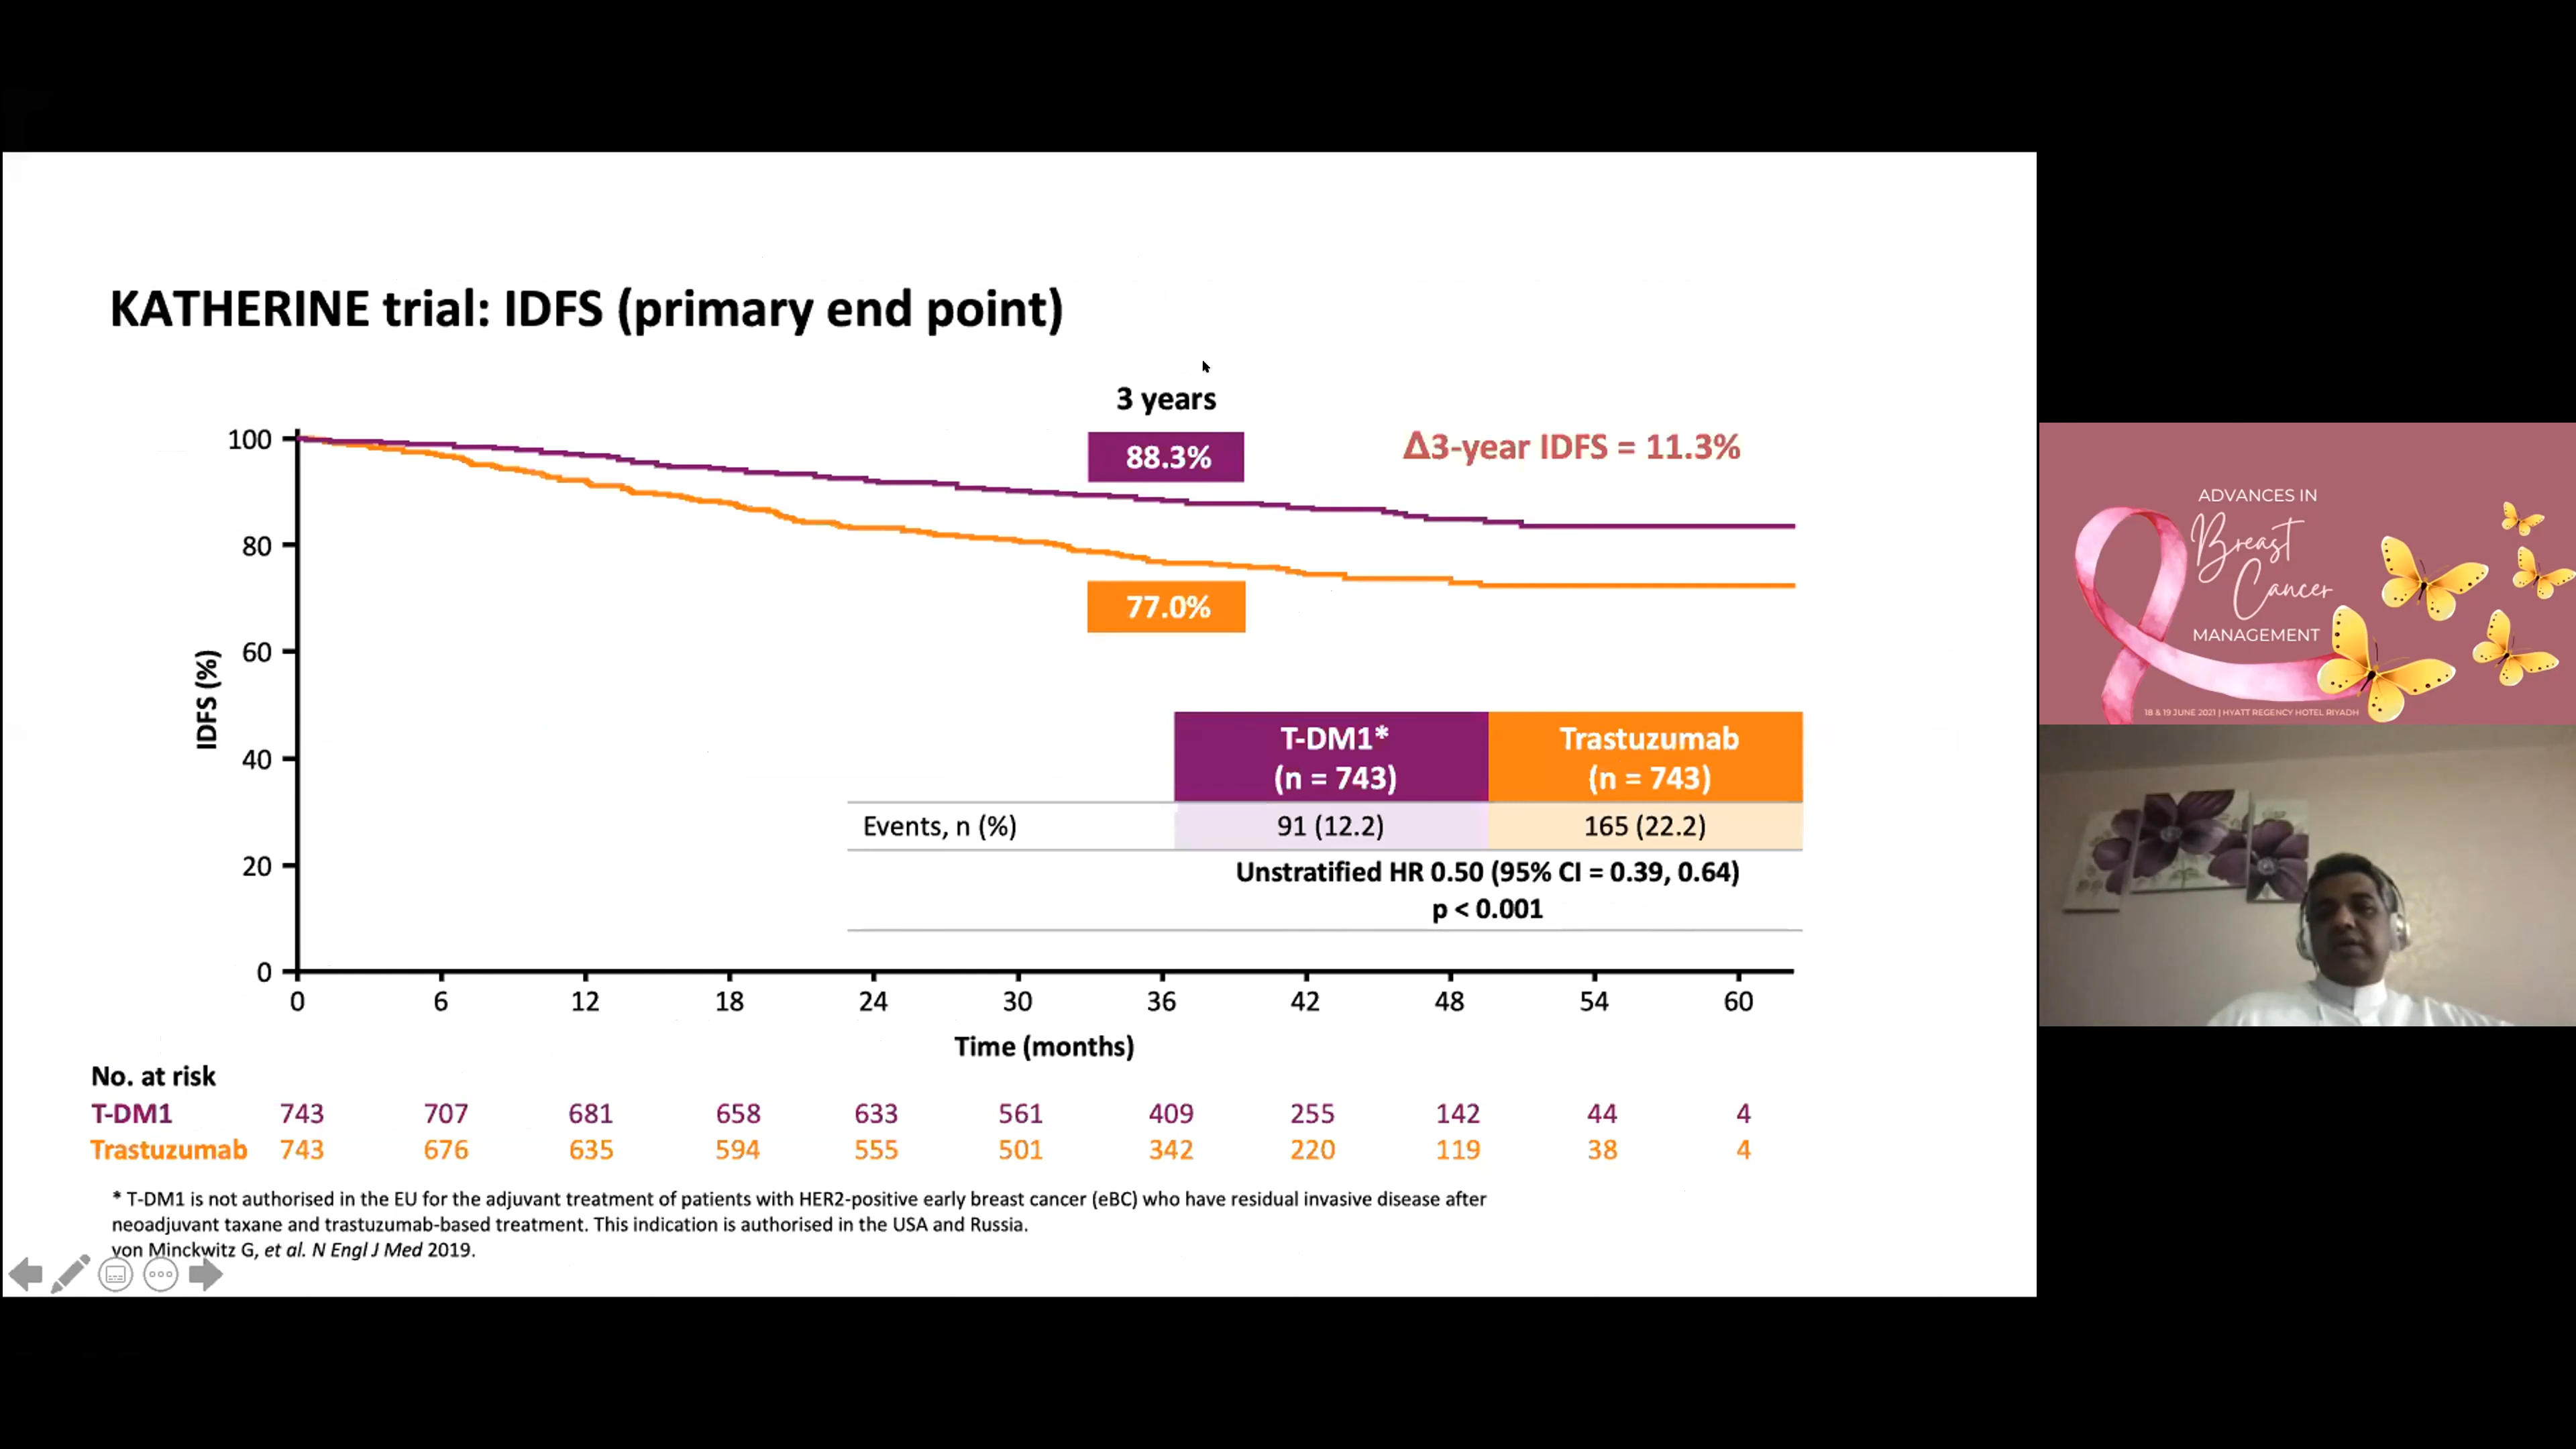 KATHERINE trial: IDFS (primary end point)
3 years
88.3%
Δ3-year IDFS = 11.3%
77.0%
IDFS (%)
100
80
60
40
20
0
0 6 12 18 24 30 36 42 48 54 60
Time (months)
T-DM1* Trastuzumab
(n = 743) (n = 743)
Events, n (%) 91 (12.2) 165 (22.2)
Unstratified HR 0.50 (95% CI = 0.39, 0.64)
p < 0.001
No. at risk
T-DM1 743 707 681 658 633 561 409 255 142 44 4
Trastuzumab 743 676 635 594 555 501 342 220 119 38 4
* T-DM1 is not authorised in the EU for the adjuvant treatment of patients with HER2-positive early breast cancer (eBC) who have residual invasive disease after
neoadjuvant taxane and trastuzumab-based treatment. This indication is authorised in the USA and Russia.
von Minckwitz G, et al. N Engl J Med 2019.
ADVANCES IN
Breast
Cancer
MANAGEMENT
18 & 19 JUNE 2021 | HYATT REGENCY HOTEL RIYADH